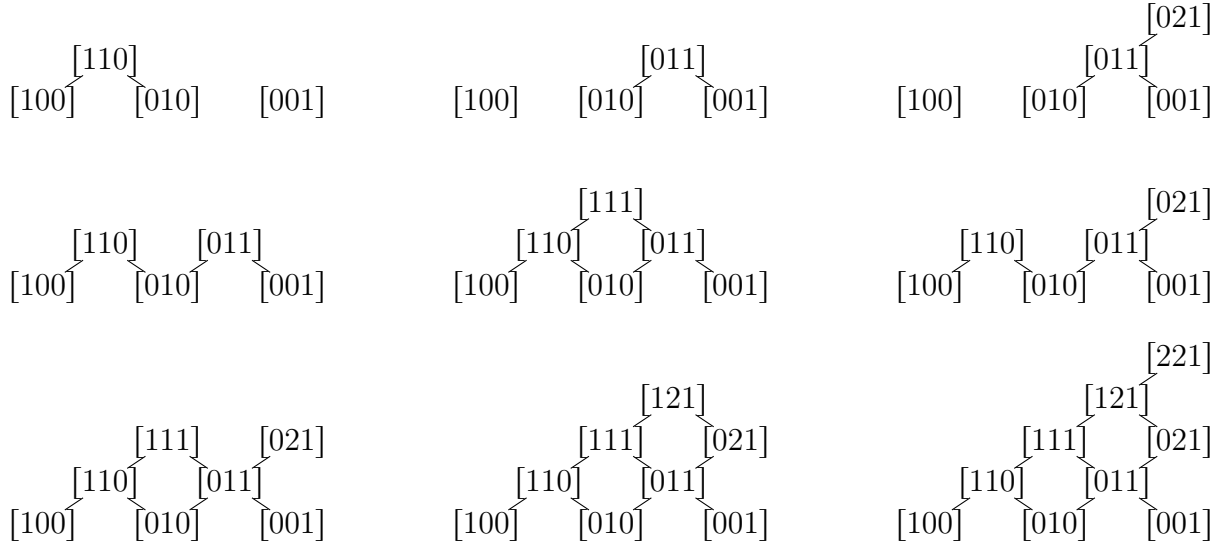 [021]
[110] [011] [011]
[100] [010] [001] [100] [010] [001] [100] [010] [001]
[111] [021]
[110] [011] [110] [011] [110] [011]
[100] [010] [001] [100] [010] [001] [100] [010] [001]
[221]
[121] [121]
[111] [021] [111] [021] [111] [021]
[110] [011] [110] [011] [110] [011]
[100] [010] [001] [100] [010] [001] [100] [010] [001]